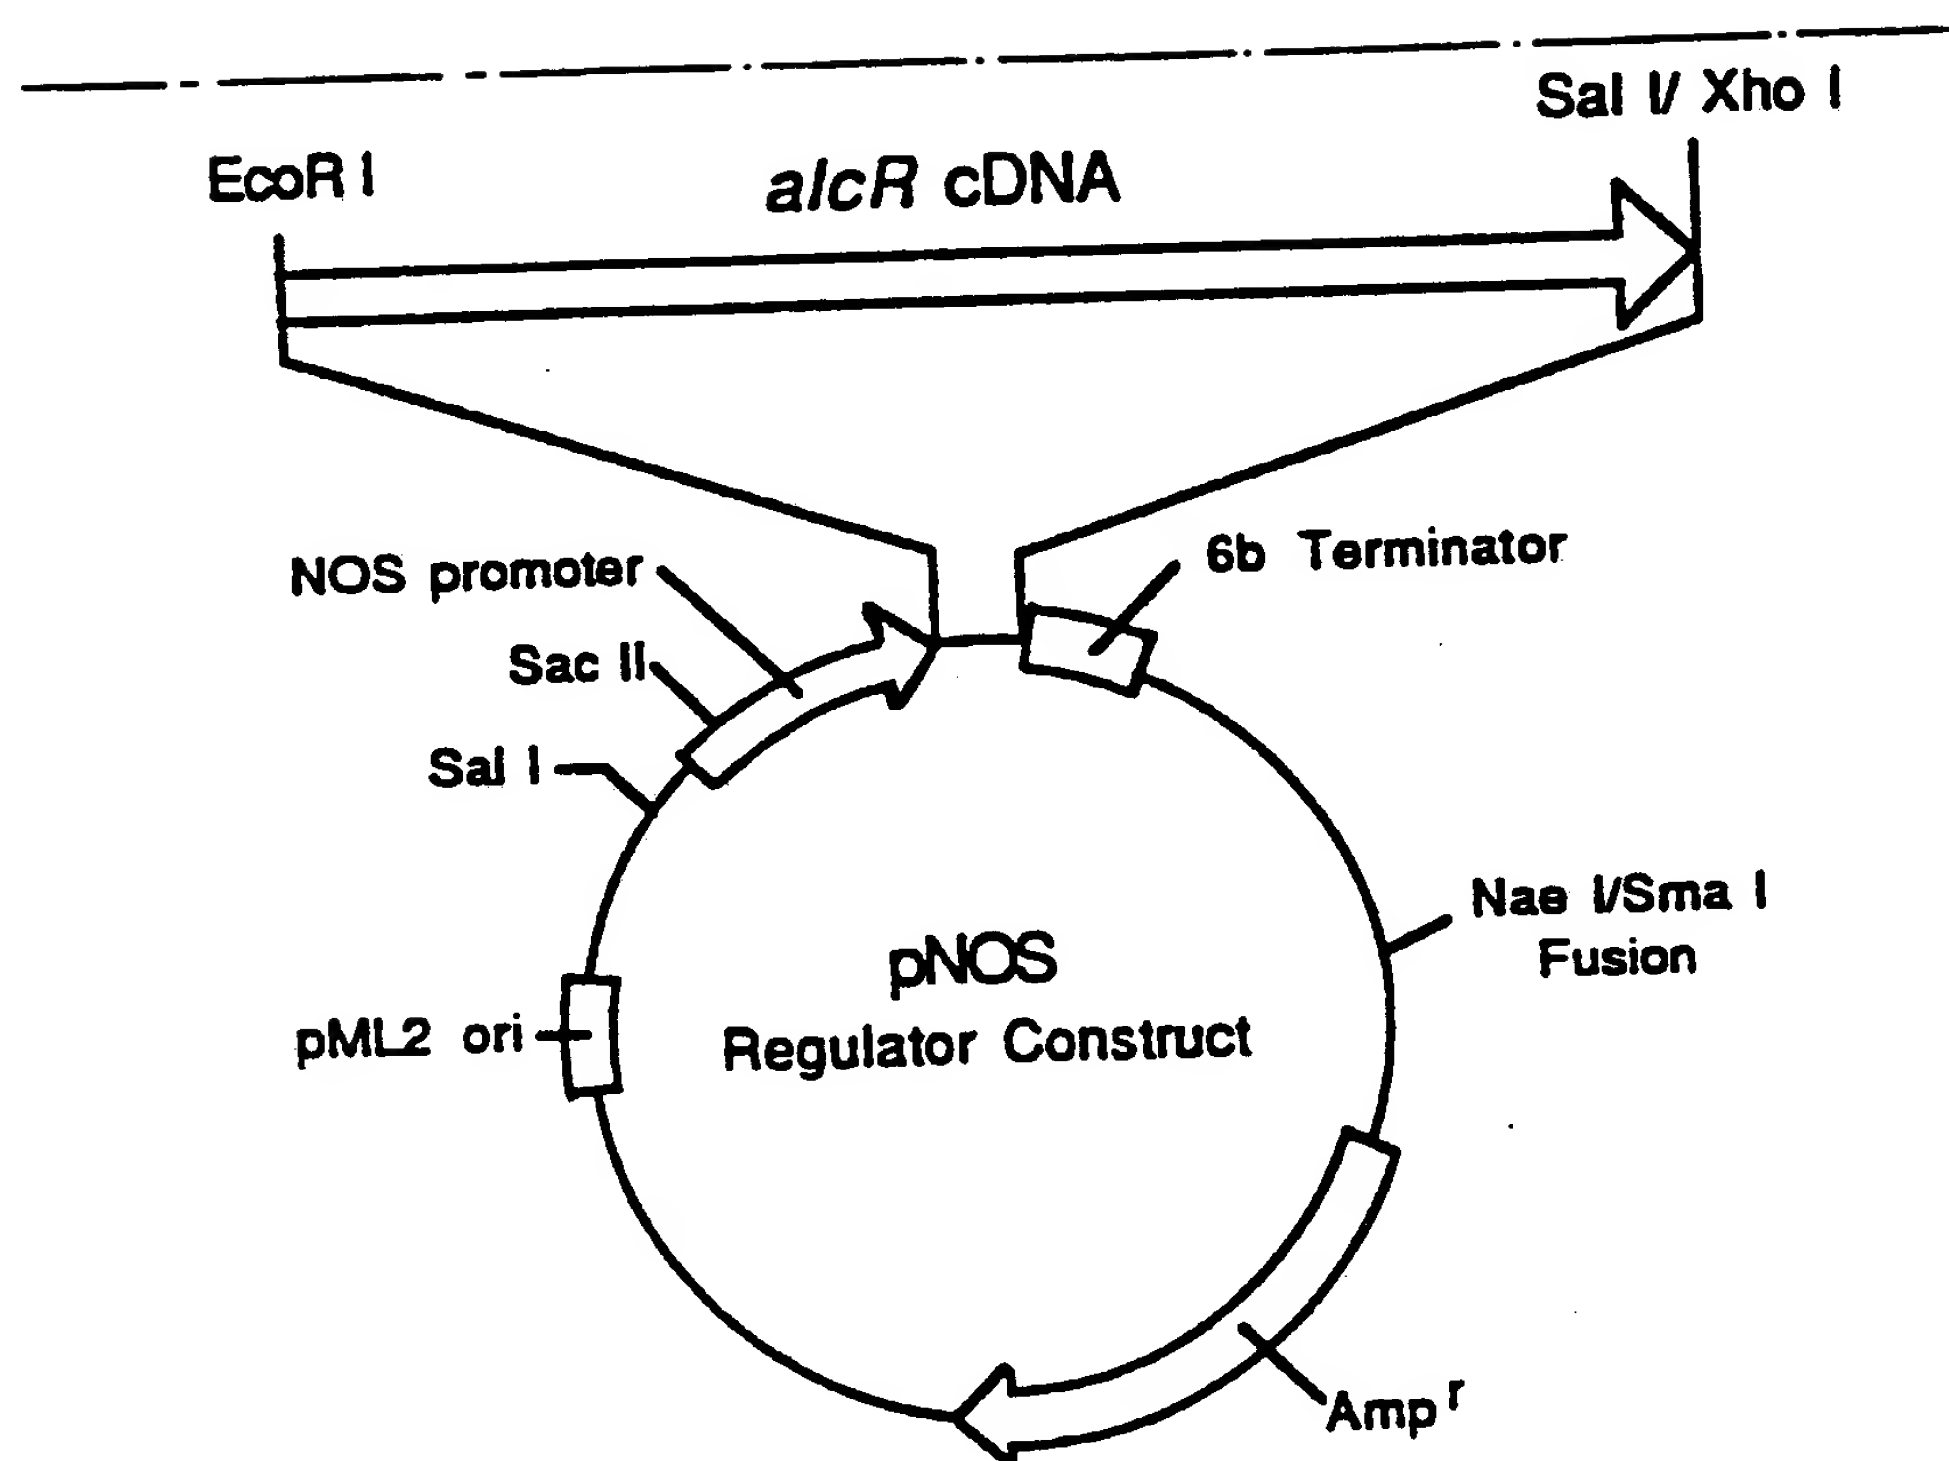 Sal I/ Xho I
EcoR I
alcR cDNA
NOS promoter
6b Terminator
Sac II
Sal I
Nae I/Sma I
Fusion
pNOS
Regulator Construct
pML2 ori
Amp r